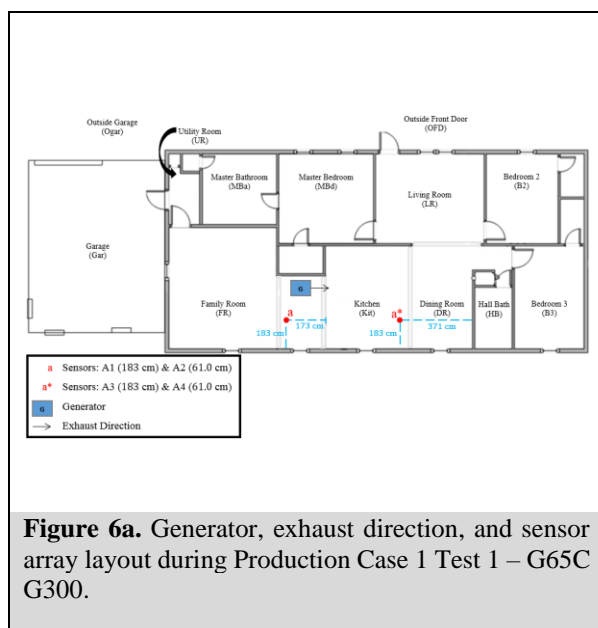 Outside Garage
(Ogar)
Utility Room
(UR)
Outside Front Door
(OFD)
Master Bathroom
(MBa)
Master Bedroom
(MBd)
Living Room
(LR)
Bedroom 2
(B2)
Garage
(Gar)
Family Room
(FR)
G
a
173 cm
183 cm
Kitchen
(Kit)
a*
183 cm
Dining Room
(DR)
371 cm
Hall Bath
(HB)
Bedroom 3
(B3)
a Sensors: A1 (183 cm) & A2 (61.0 cm)
a* Sensors: A3 (183 cm) & A4 (61.0 cm)
G Generator
Exhaust Direction
Figure 6a. Generator, exhaust direction, and sensor
array layout during Production Case 1 Test 1 – G65C
G300.